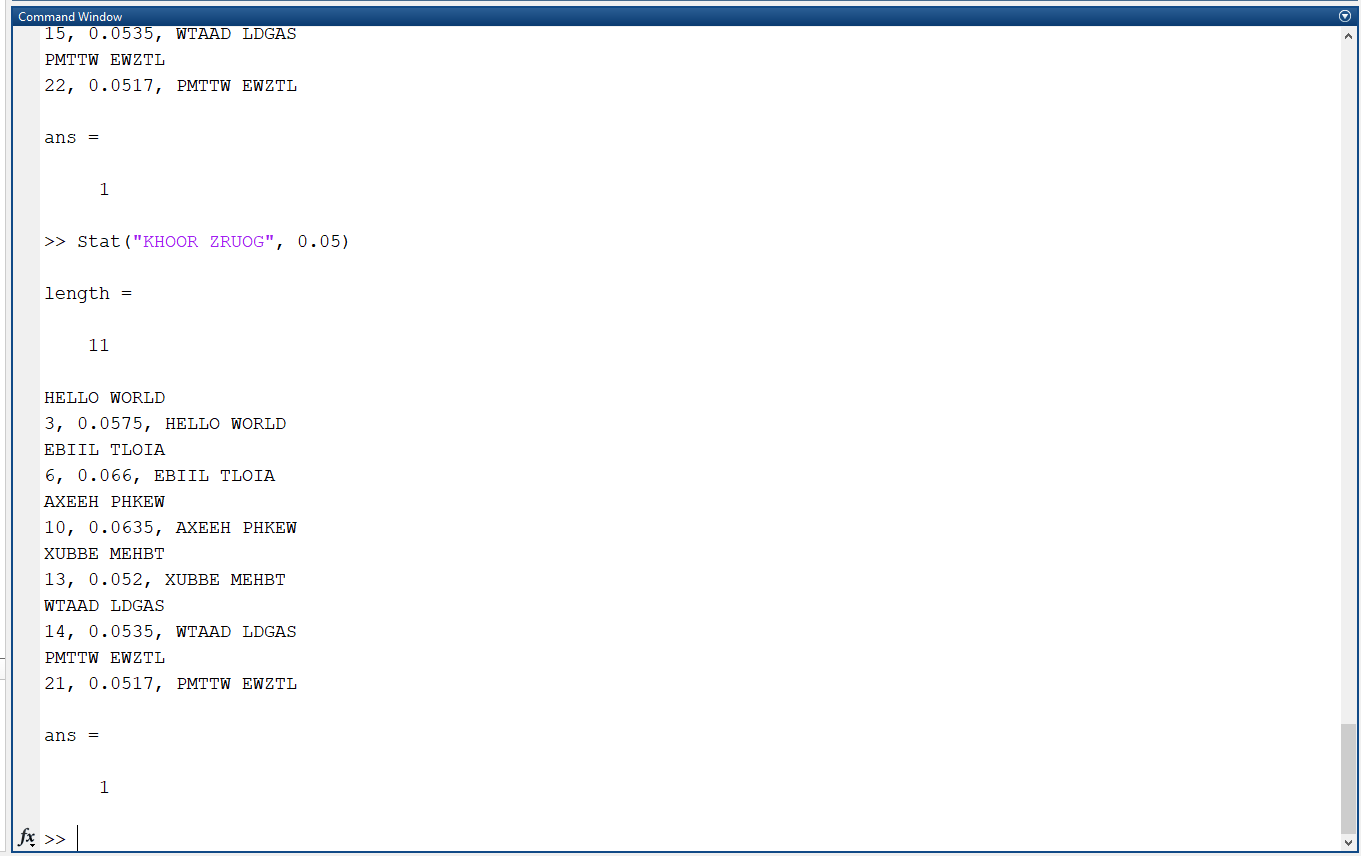 Command Window
15, 0.0535, WTAAD LDGAS
PMTTW EWZTL
22, 0.0517, PMTTW EWZTL
ans =
1
>> Stat("KHOOR ZRUOG", 0.05)
length =
11
HELLO WORLD
3, 0.0575, HELLO WORLD
EBIIL TLOIA
6, 0.066, EBIIL TLOIA
AXEEH PHKEW
10, 0.0635, AXEEH PHKEW
XUBBE MEHBT
13, 0.052, XUBBE MEHBT
WTAAD LDGAS
14, 0.0535, WTAAD LDGAS
PMTTW EWZTL
21, 0.0517, PMTTW EWZTL
ans =
1
fx >>